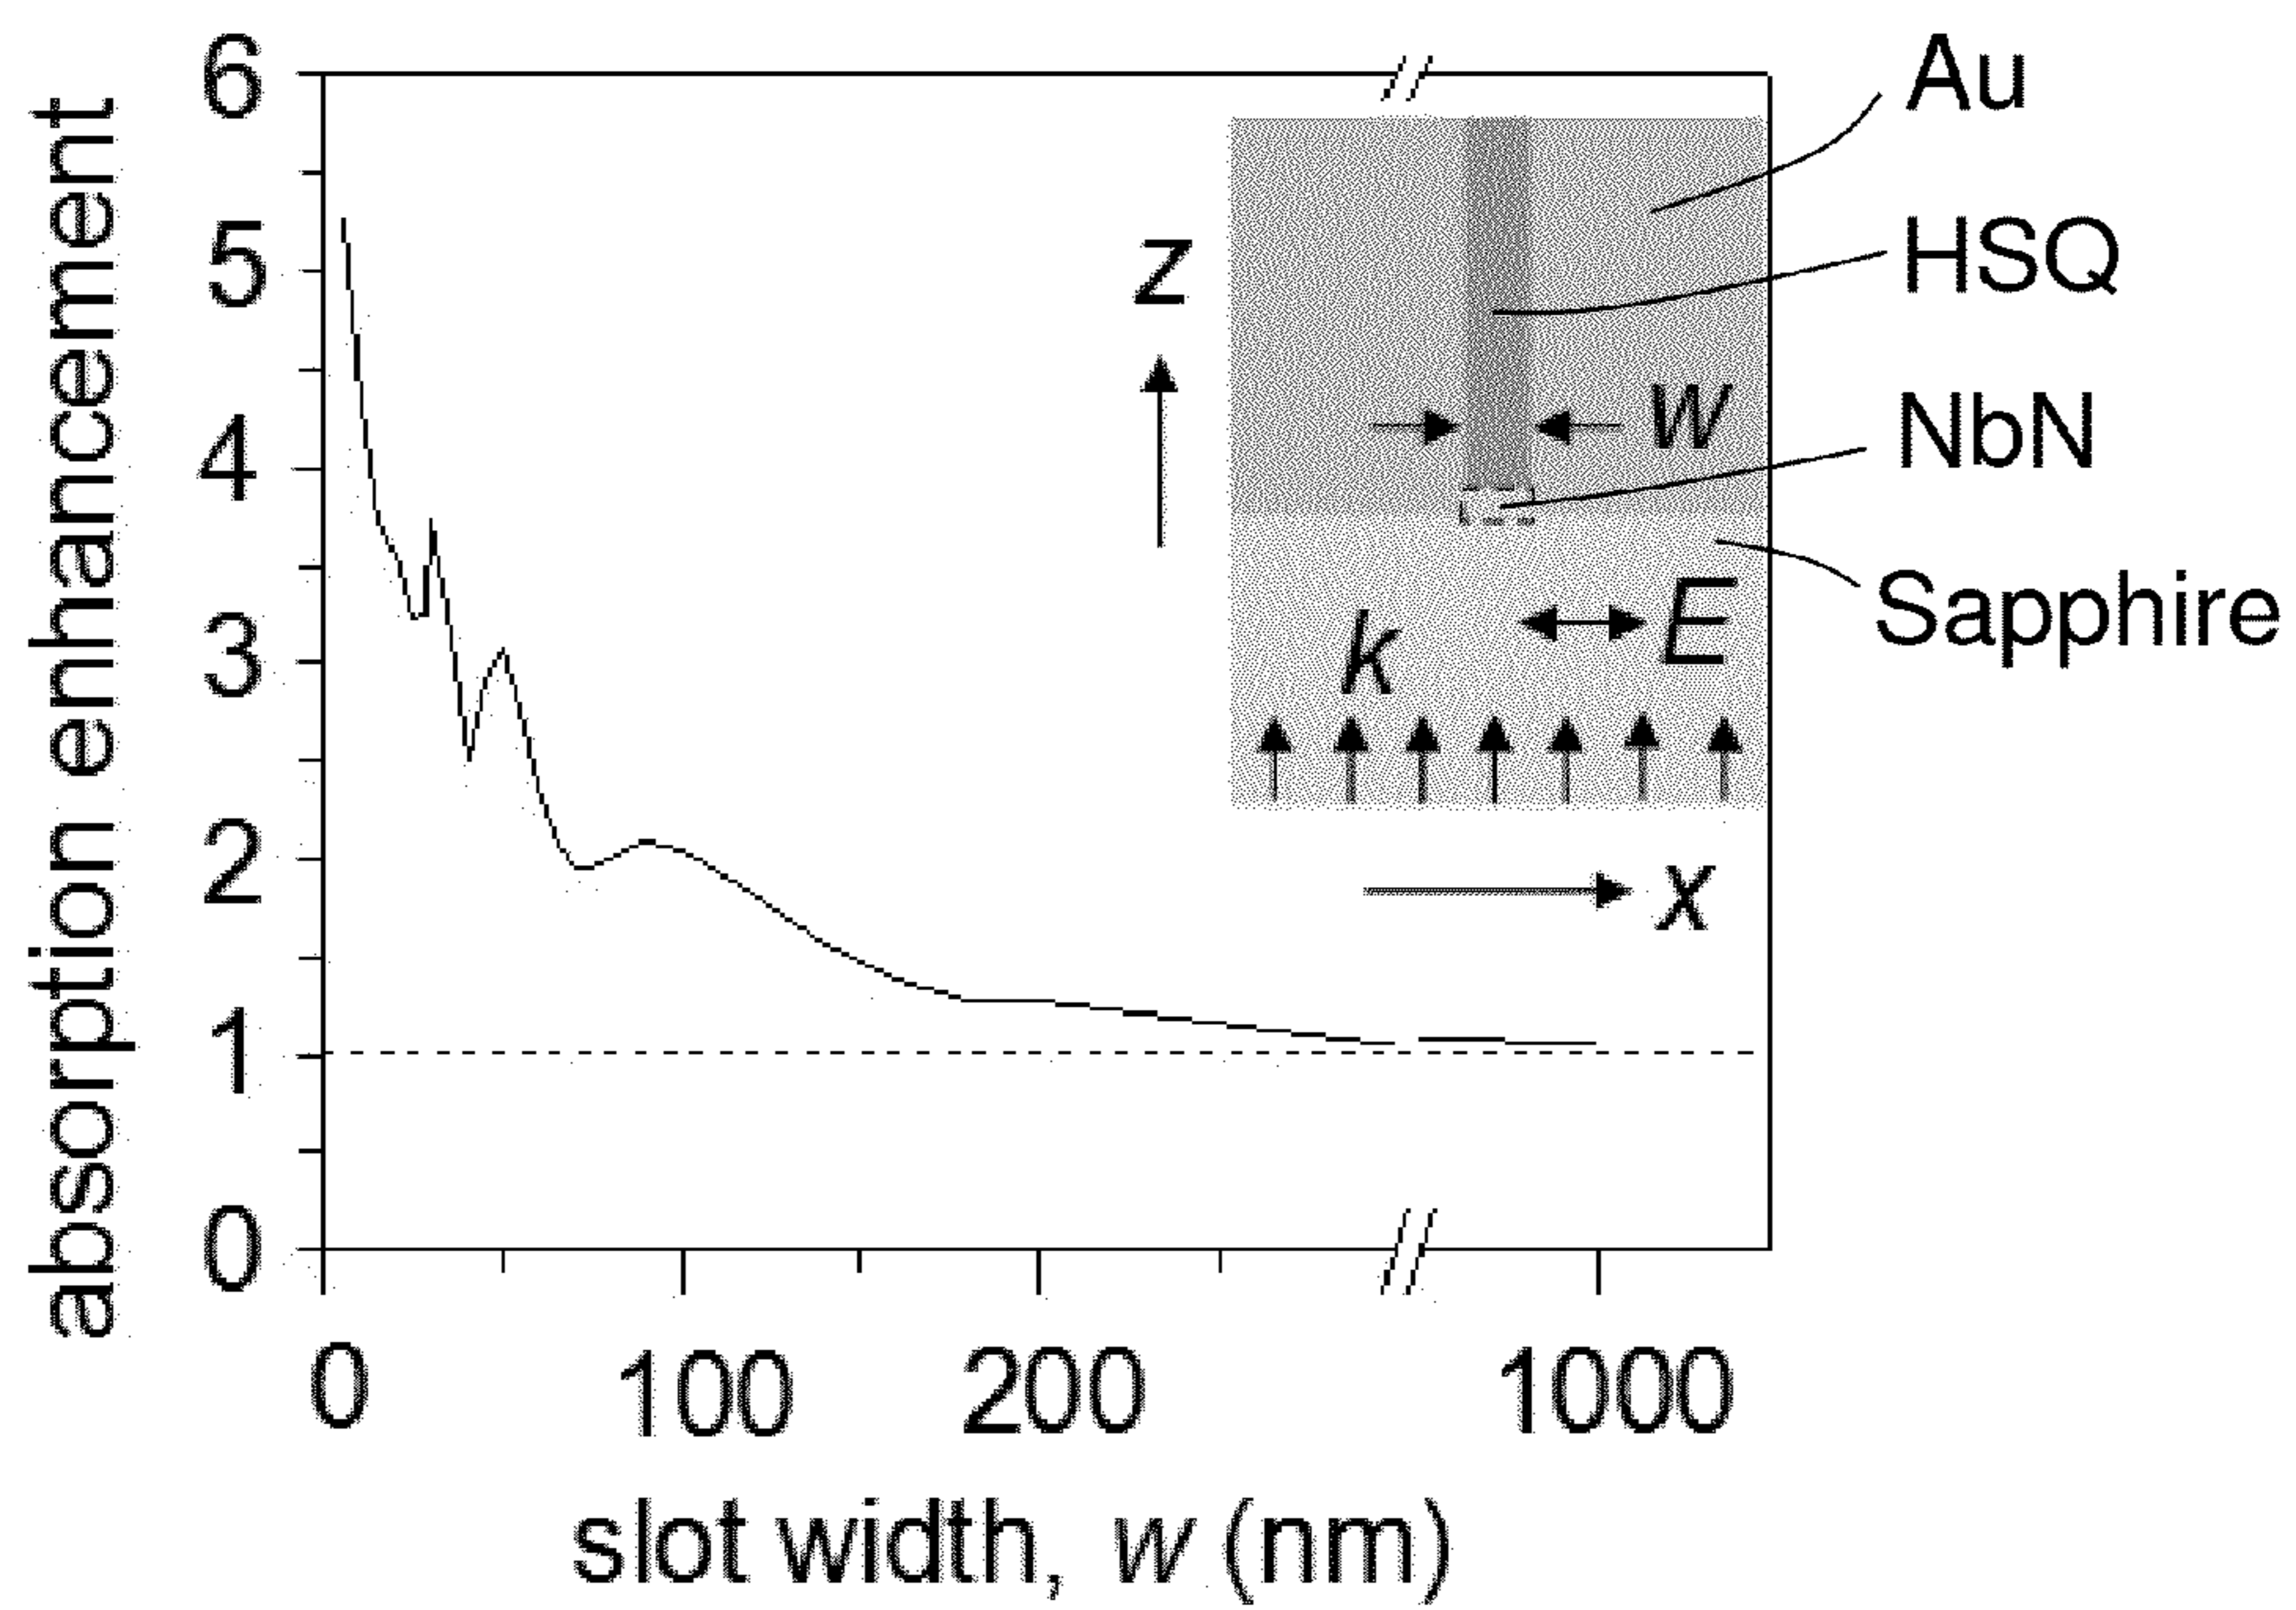 absorption enhancement
6
5
4
3
2
1
0
0 100 200 1000
slot width, w (nm)
Au
HSQ
NbN
Sapphire
z
w
E
k
x